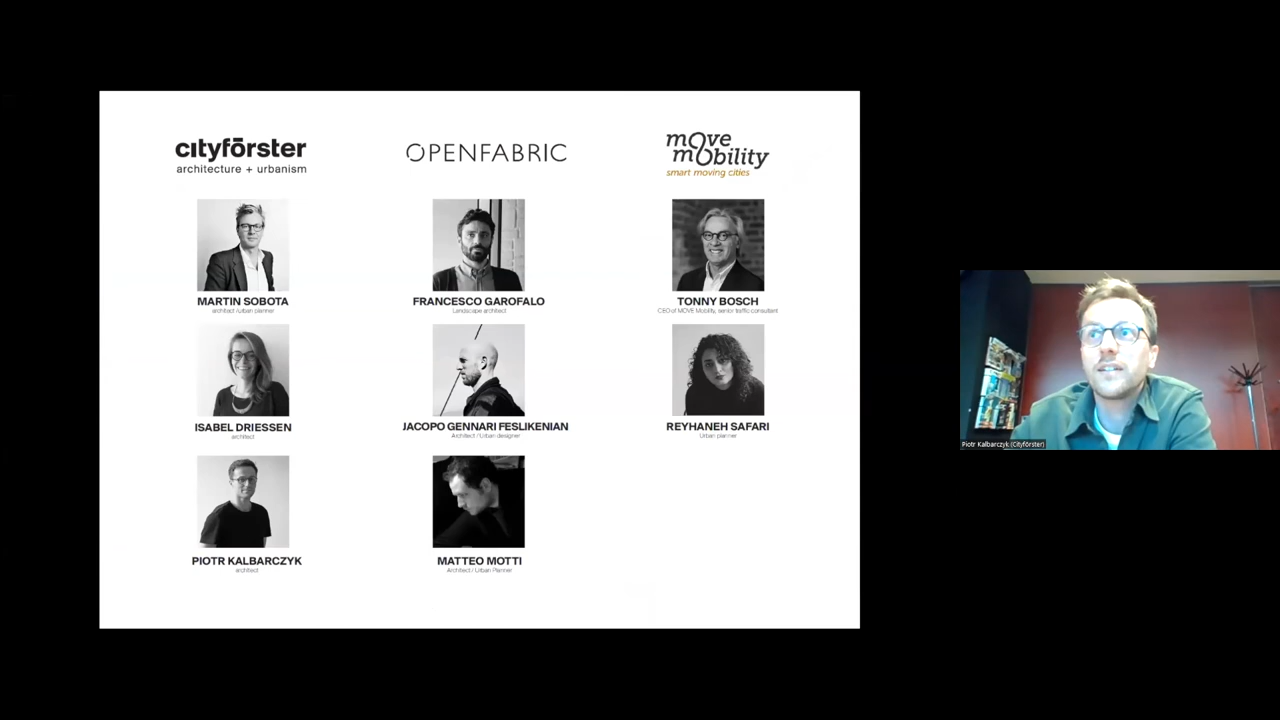 cityförster
architecture + urbanism
MARTIN SOBOTA
architect /urban planner
ISABEL DRIESSEN
architect
PIOTR KALBARCZYK
architect
OPENFABRIC
FRANCESCO GAROFALO
Landscape architect
JACOPO GENNARI FESLIKENIAN
Architect / Urban designer
MATTEO MOTTI
Architect / Urban Planner
move
mobility
smart moving cities
TONNY BOSCH
CEO of MOVE Mobility, senior traffic consultant
REYHANEH SAFARI
Urban planner
Piotr Kalbarczyk (Cityförster)